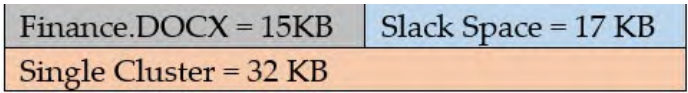 Finance.DOCX = 15KB Slack Space = 17 KB
Single Cluster = 32 KB